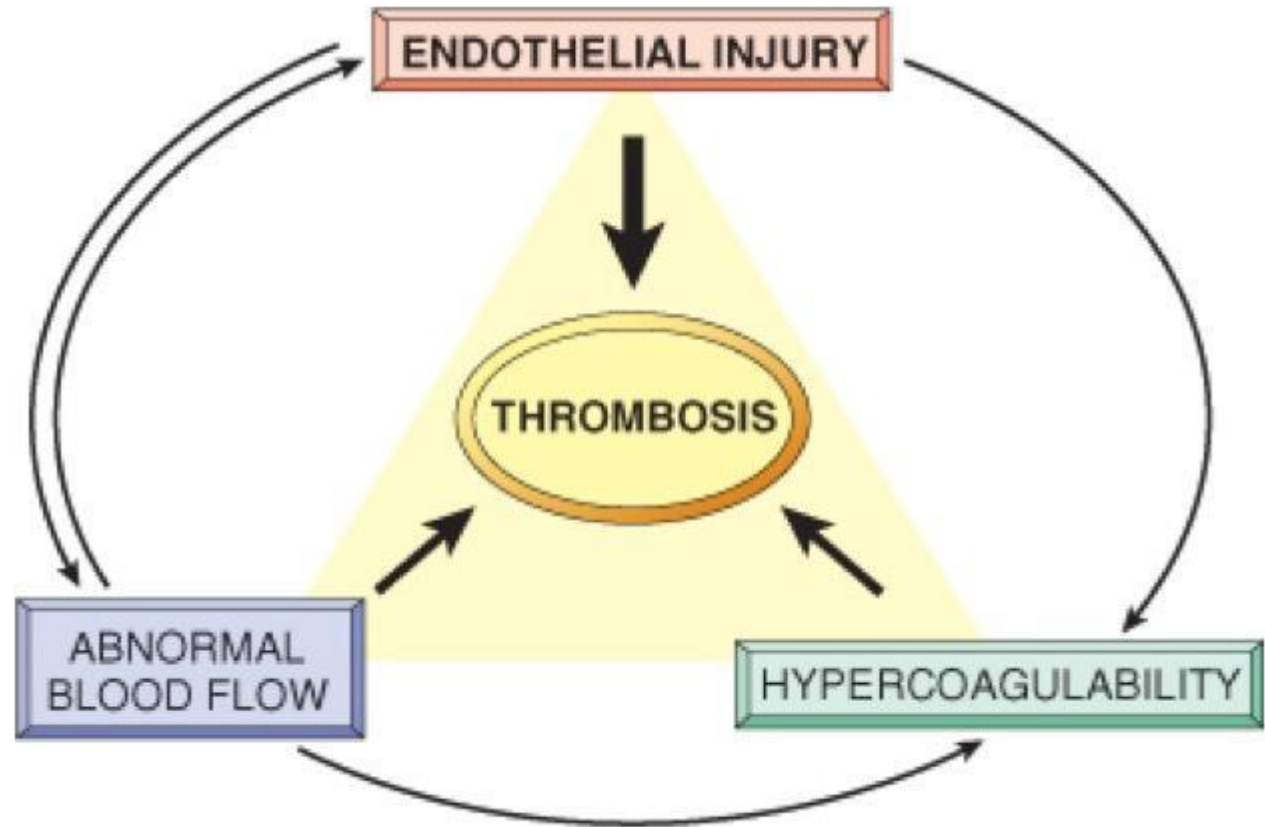 ENDOTHELIAL INJURY
THROMBOSIS
ABNORMAL
BLOOD FLOW
HYPERCOAGULABILITY